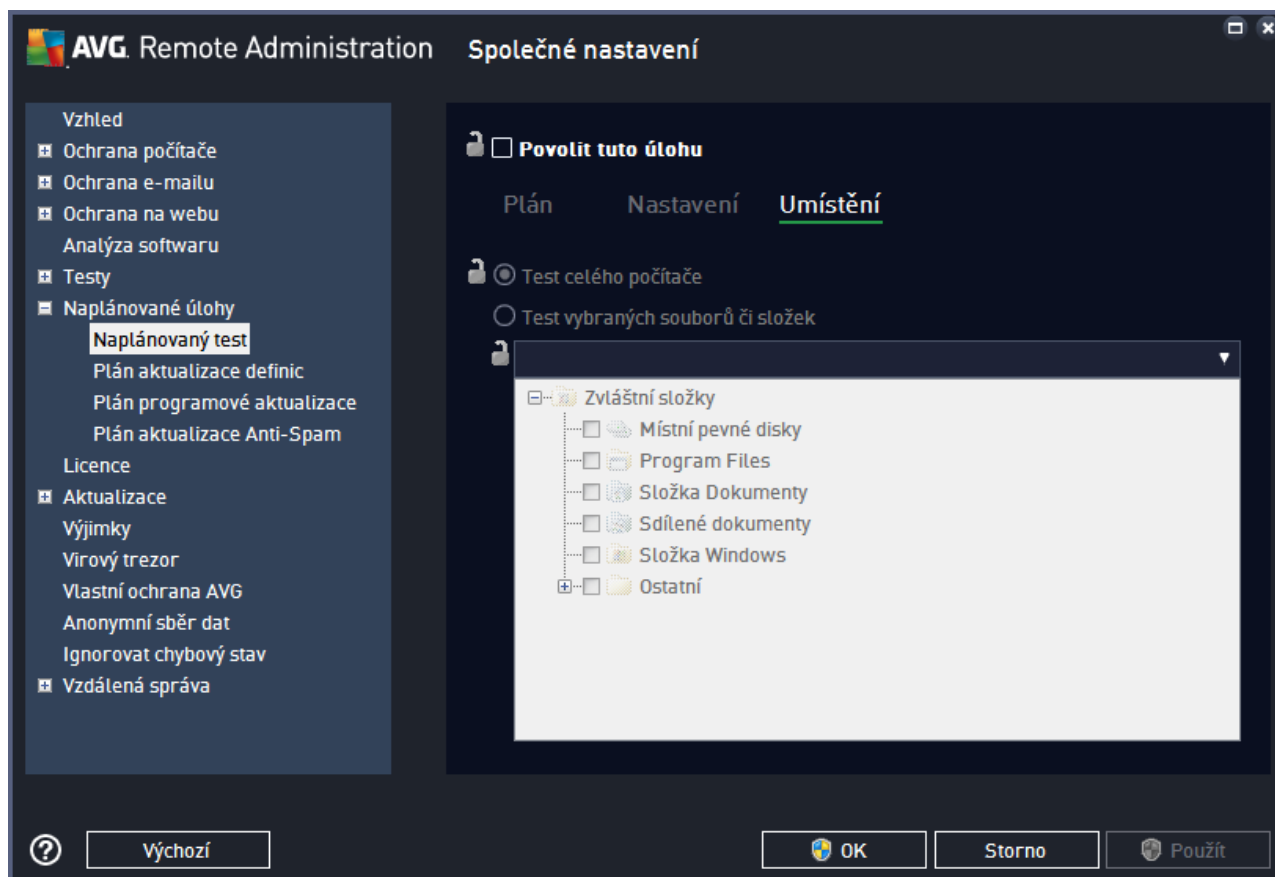 AVG. Remote Administration
Společné nastavení
Vzhled
Ochrana počítače
Ochrana e-mailu
Ochrana na webu
Analýza softwaru
Testy
Naplánované úlohy
Naplánovaný test
Plán aktualizace definic
Plán programové aktualizace
Plán aktualizace Anti-Spam
Licence
Aktualizace
Výjimky
Virový trezor
Vlastní ochrana AVG
Anonymní sběr dat
Ignorovat chybový stav
Vzdálená správa
Povolit tuto úlohu
Plán Nastavení Umístění
Test celého počítače
Test vybraných souborů či složek
Zvláštní složky
Místní pevné disky
Program Files
Složka Dokumenty
Sdílené dokumenty
Složka Windows
Ostatní
Výchozí OK Storno Použít